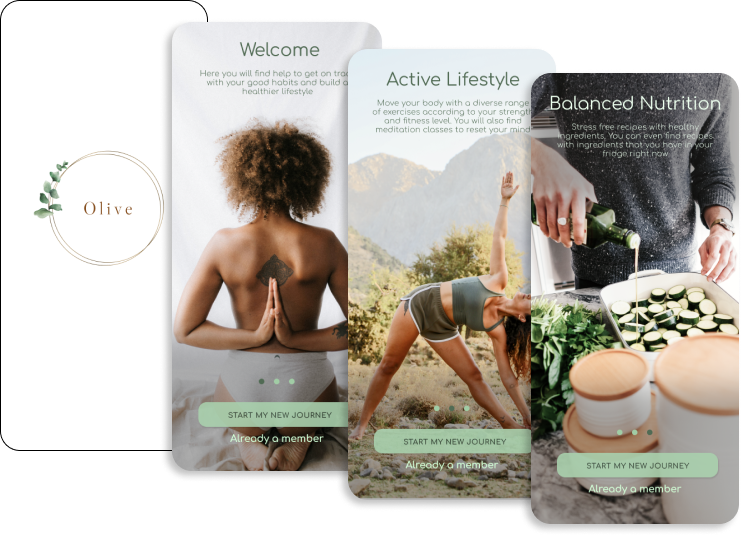 Olive
Welcome
Here you will find help to get on
with your good habits and build a
healthier lifestyle
START MY NEW JOURNEY
Already a member
Active Lifestyle
Move your body with a diverse range
of exercises according to your strength
and fitness level. You will also find
meditation classes to reset your mind
START MY NEW JOURNEY
Already a member
Balanced Nutrition
Stress free recipes with healthy
ingredients. You can even find recipes
with ingredients that you have in your
fridge right now
START MY NEW JOURNEY
Already a member